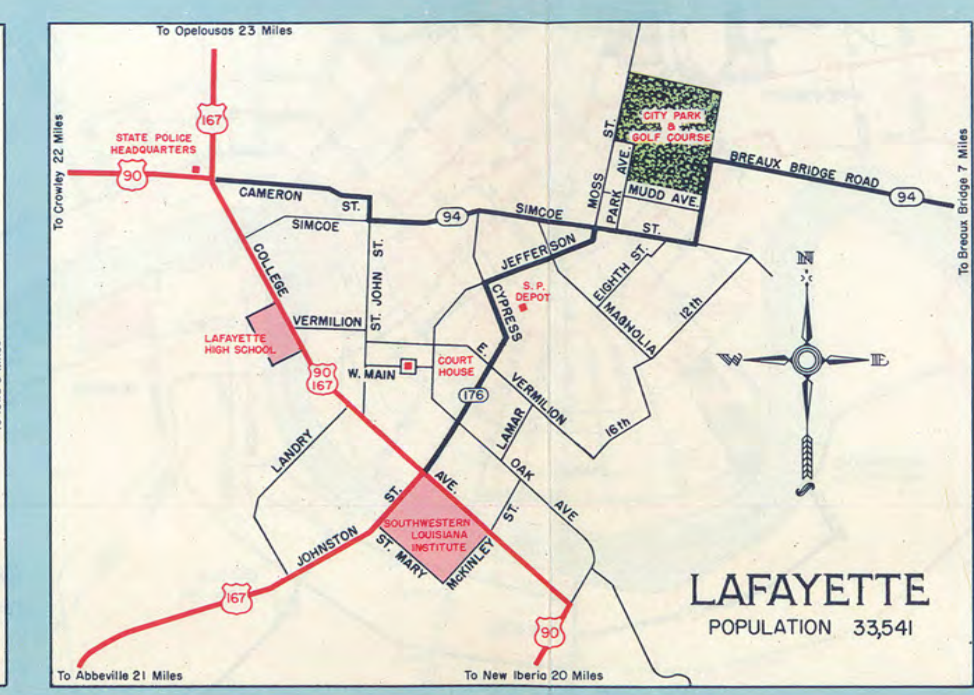 To Opelousas 23 Miles
167
STATE POLICE
HEADQUARTERS
90
To Crowley 22 Miles
CAMERON
ST.
SIMCOE
94
SIMCOE
ST.
MOSS
ST.
PARK
AVE.
CITY PARK
&
GOLF COURSE
MUDD AVE.
BREAUX BRIDGE ROAD
94
To Breaux Bridge 7 Miles
COLLEGE
ST. JOHN ST.
JEFFERSON
CYPRESS
S. P.
DEPOT
EIGHTH ST.
MAGNOLIA
12th
N
W
E
S
VERMILION
LAFAYETTE
HIGH SCHOOL
90
167
W. MAIN
COURT
HOUSE
E.
VERMILION
176
LAMAR
16th
LANDRY
OAK
AVE
AVE.
ST.
ST.
SOUTHWESTERN
LOUISIANA
INSTITUTE
JOHNSTON
ST. MARY
McKINLEY
167
90
LAFAYETTE
POPULATION 33,541
To Abbeville 21 Miles
To New Iberia 20 Miles